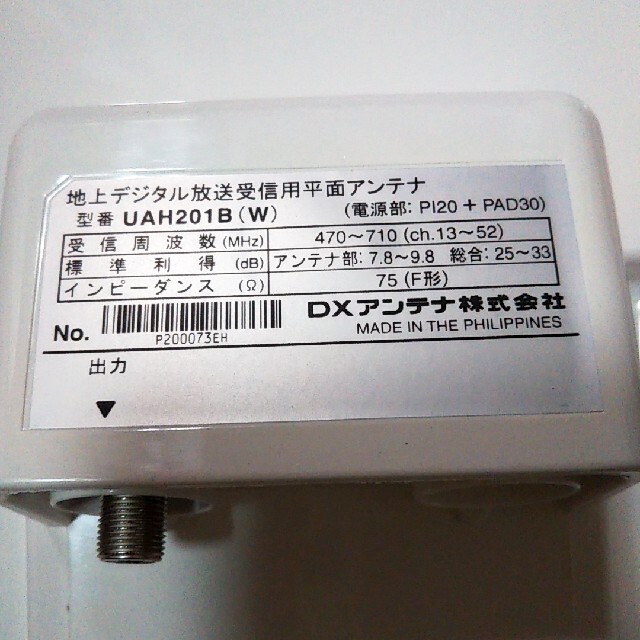 地上デジタル放送受信用平面アンテナ
型番 UAH201B(W) (電源部: PI20 + PAD30)
受信周波数(MHz) 470～710 (ch.13～52)
標準利得(dB) アンテナ部: 7.8～9.8 総合: 25～33
インピーダンス(Ω) 75 (F形)
No. P200073EH
DXアンテナ株式会社
MADE IN THE PHILIPPINES
出力